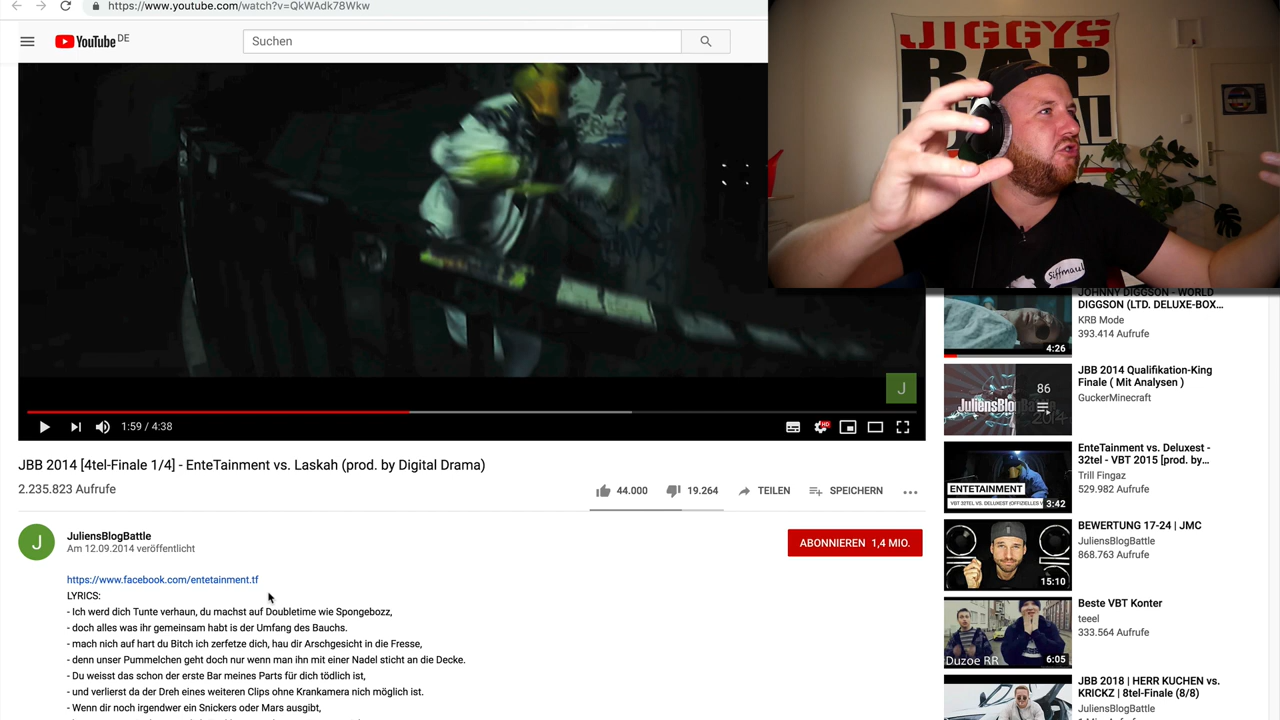 https://www.youtube.com/watch?v=QkWAdk78Wkw
YouTube DE
Suchen
JIGGYS
RAP
siffmaul
J
HD
1:59 / 4:38
JBB 2014 [4tel-Finale 1/4] - EnteTainment vs. Laskah (prod. by Digital Drama)
2.235.823 Aufrufe
44.000
19.264
TEILEN
SPEICHERN
J
JuliensBlogBattle
Am 12.09.2014 veröffentlicht
ABONNIEREN 1,4 MIO.
https://www.facebook.com/entetainment.tf
LYRICS:
- Ich werd dich Tunte verhaun, du machst auf Doubletime wie Spongebozz,
- doch alles was ihr gemeinsam habt is der Umfang des Bauchs.
- mach nich auf hart du Bitch ich zerfetze dich, hau dir Arschgesicht in die Fresse,
- denn unser Pummelchen geht doch nur wenn man ihn mit einer Nadel sticht an die Decke.
- Du weisst das schon der erste Bar meines Parts für dich tödlich ist,
- und verlierst da der Dreh eines weiteren Clips ohne Krankamera nich möglich ist.
- Wenn dir noch irgendwer ein Snickers oder Mars ausgibt,
JOHNNY DIGGSON - WORLD
DIGGSON (LTD. DELUXE-BOX...
KRB Mode
393.414 Aufrufe
4:26
JBB 2014 Qualifikation-King
Finale ( Mit Analysen )
GuckerMinecraft
86
JuliensBlogBattle
2014
EnteTainment vs. Deluxest -
32tel - VBT 2015 [prod. by...
Trill Fingaz
529.982 Aufrufe
ENTETAINMENT
VBT 32TEL VS. DELUXEST (OFFIZIELLES V
3:42
BEWERTUNG 17-24 | JMC
JuliensBlogBattle
868.763 Aufrufe
15:10
Beste VBT Konter
teeel
333.564 Aufrufe
Duzoe RR
6:05
JBB 2018 | HERR KUCHEN vs.
KRICKZ | 8tel-Finale (8/8)
JuliensBlogBattle